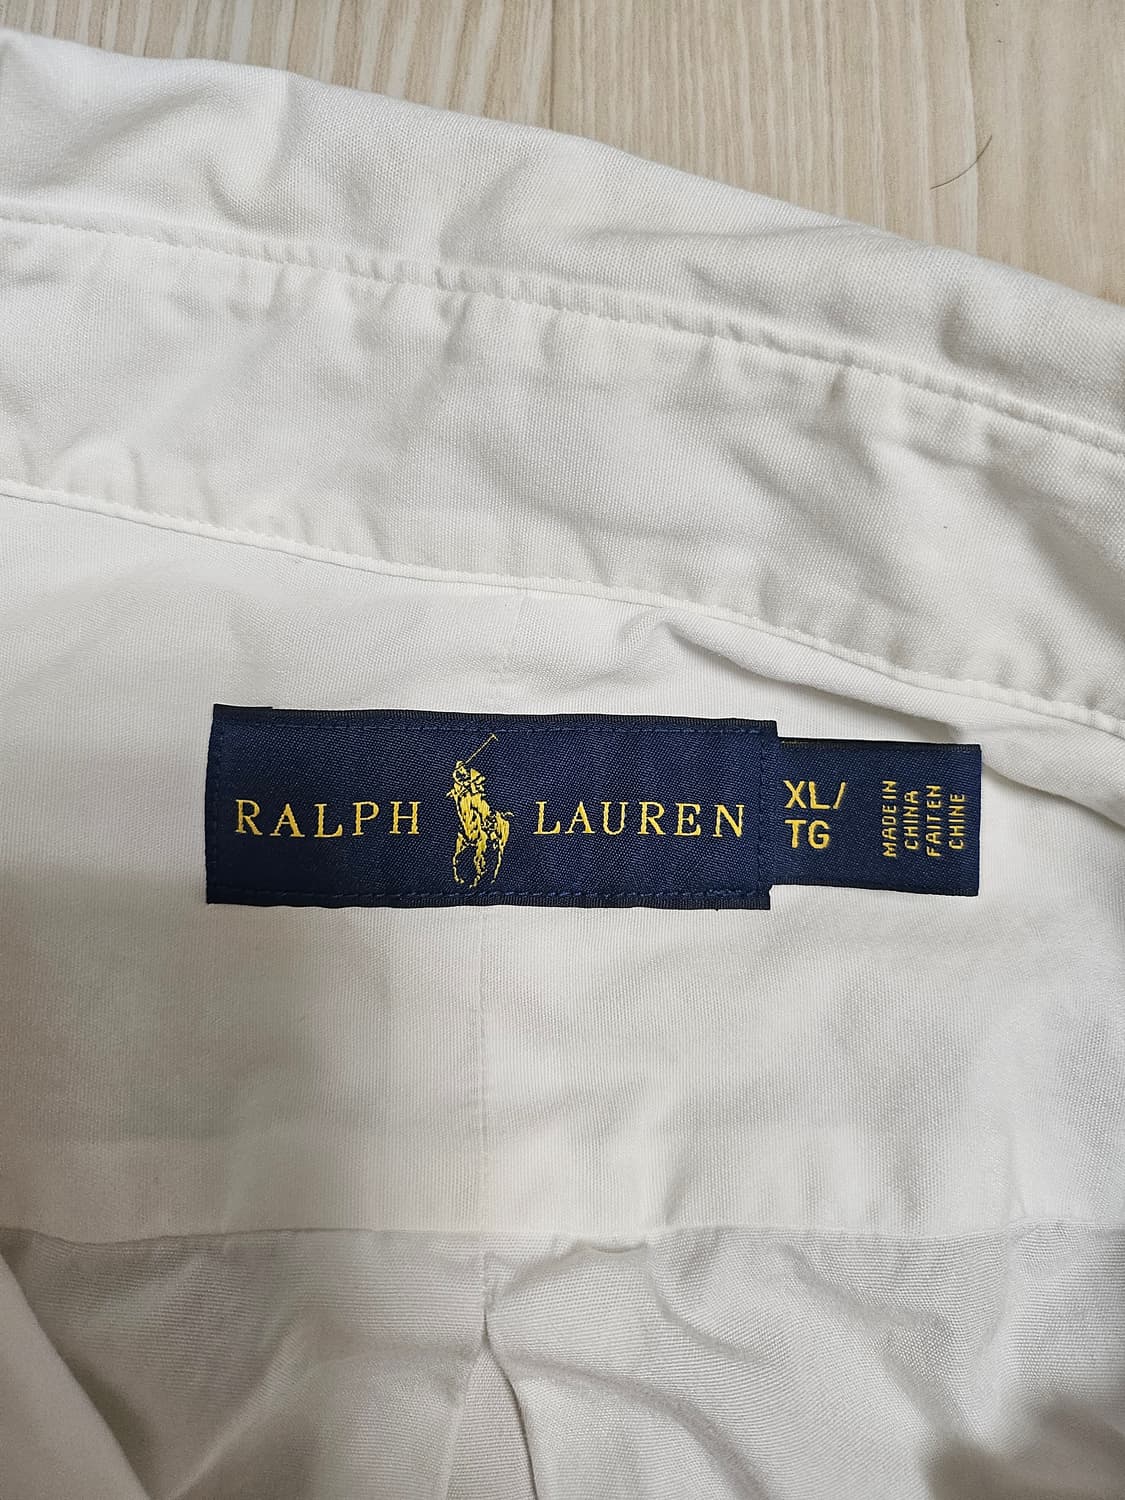 RALPH LAUREN
XL/
TG
MADE IN
CHINA
FAIT EN
CHINE